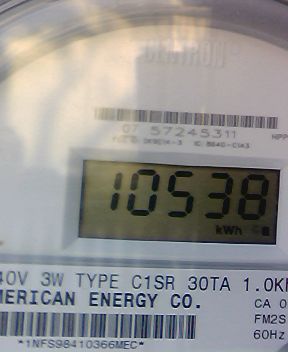 CENTRON
07 57245311
10538
kWh
40V 3W TYPE C1SR 30TA 1.0K
MERICAN ENERGY CO.
CA 0
FM2S
60Hz
*1NFS98410366MEC*